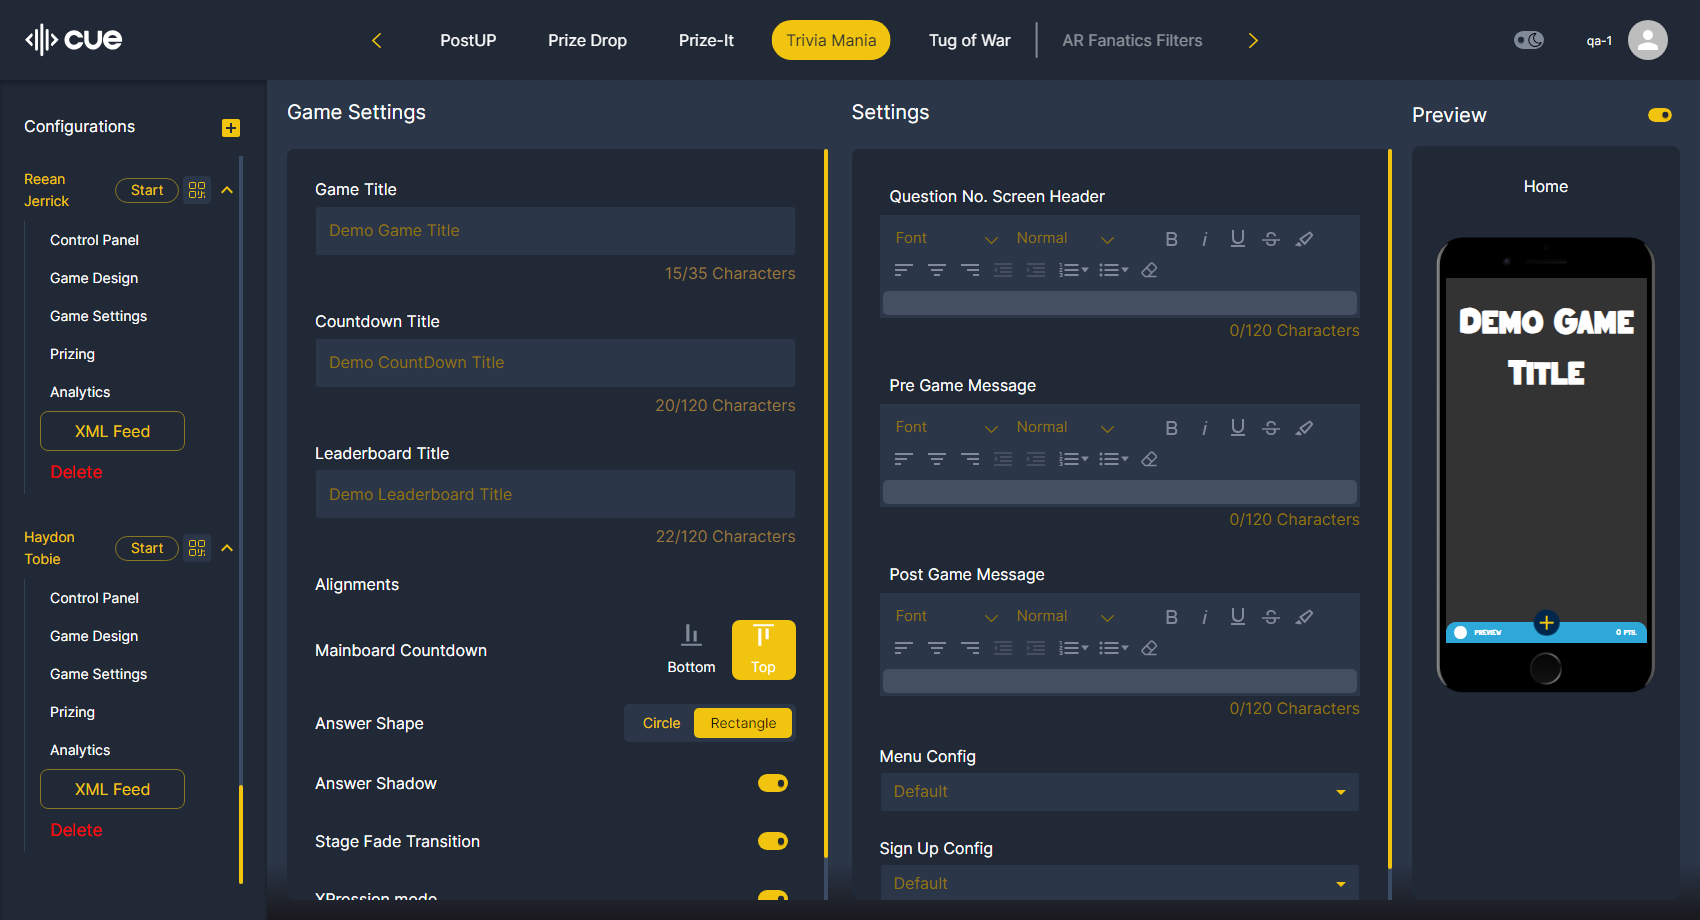 cue
PostUP
Prize Drop
Prize-It
Trivia Mania
Tug of War
AR Fanatics Filters
qa-1
Configurations
Reean
Jerrick
Start
Control Panel
Game Design
Game Settings
Prizing
Analytics
XML Feed
Delete
Haydon
Tobie
Start
Control Panel
Game Design
Game Settings
Prizing
Analytics
XML Feed
Delete
Game Settings
Game Title
Demo Game Title
15/35 Characters
Countdown Title
Demo CountDown Title
20/120 Characters
Leaderboard Title
Demo Leaderboard Title
22/120 Characters
Alignments
Mainboard Countdown
Bottom
Top
Answer Shape
Circle
Rectangle
Answer Shadow
Stage Fade Transition
XPression mode
Settings
Question No. Screen Header
Font
Normal
0/120 Characters
Pre Game Message
Font
Normal
0/120 Characters
Post Game Message
Font
Normal
0/120 Characters
Menu Config
Default
Sign Up Config
Default
Preview
Home
Demo Game
Title
PREVIEW
0 PTS.